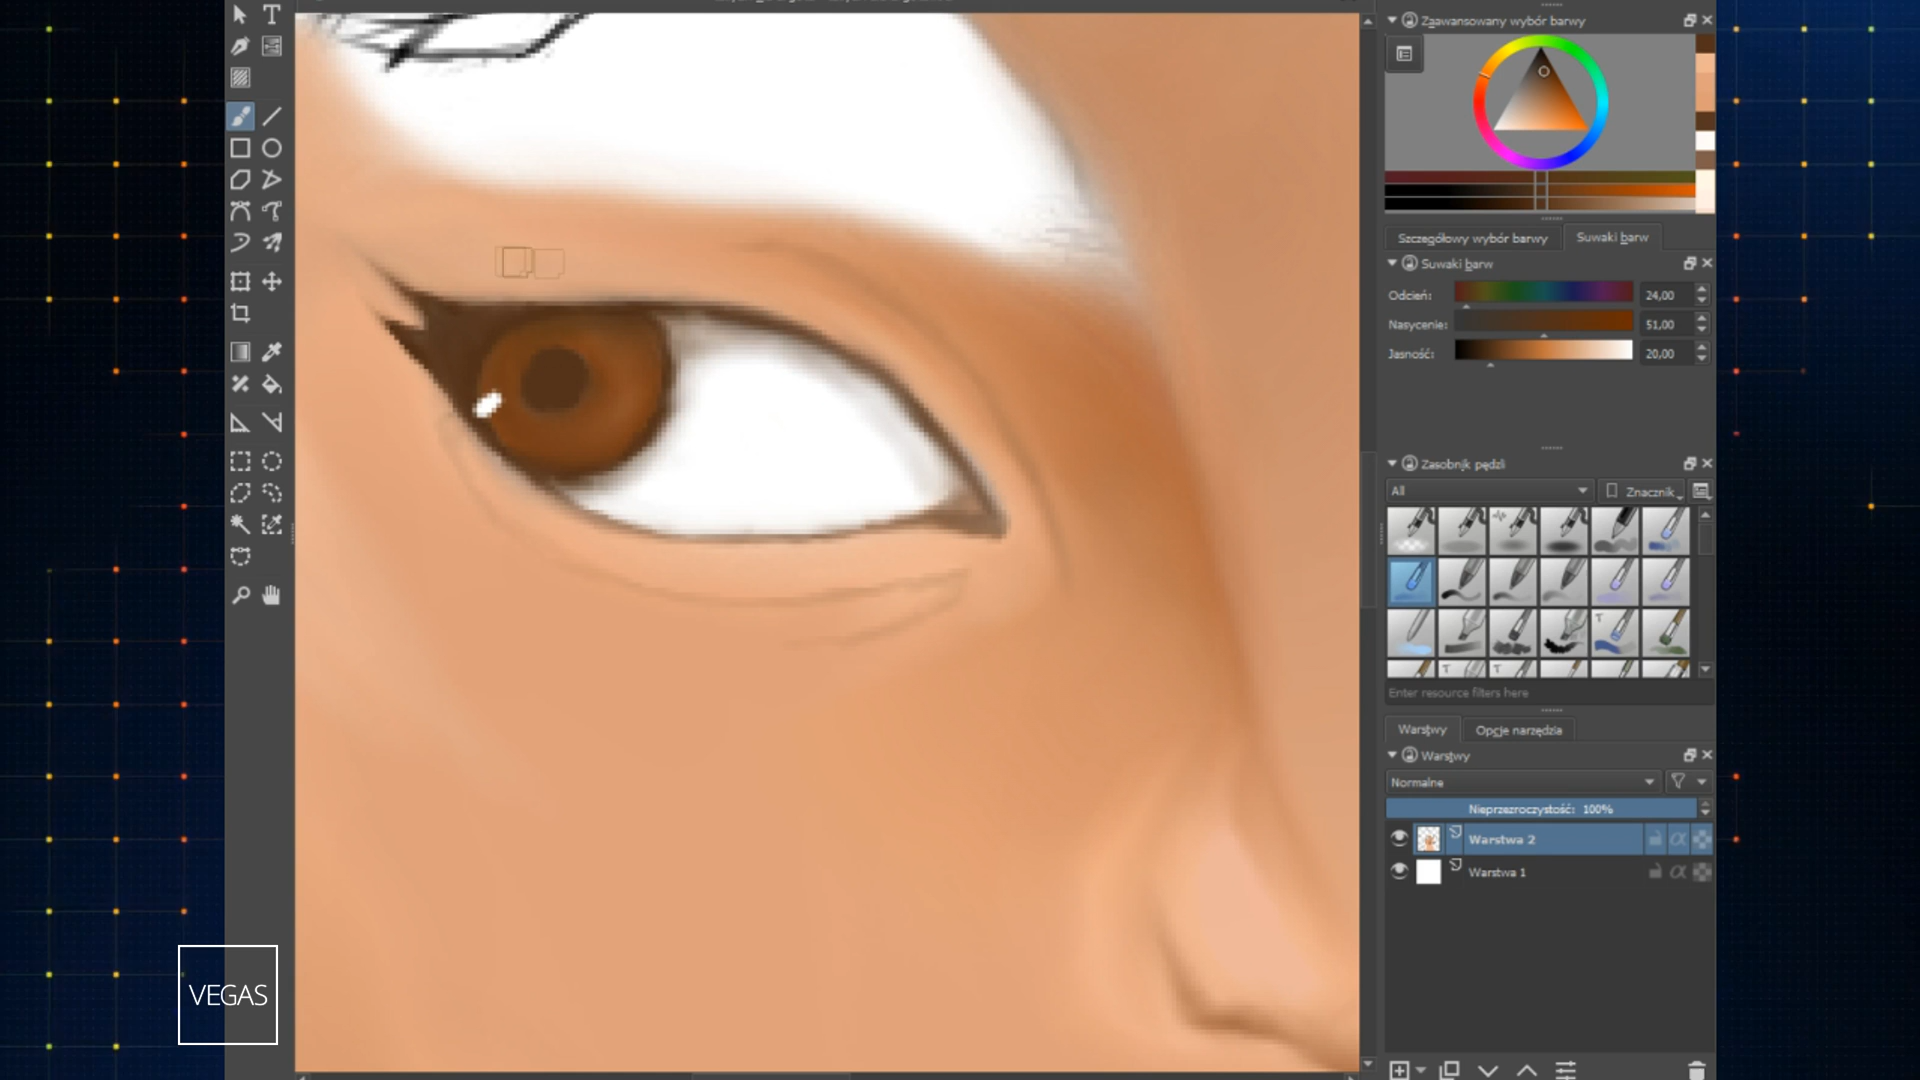 Zaawansowany wybór barwy
Szczegółowy wybór barwy
Suwaki barw
Suwaki barw
Odcień:
24,00
Nasycenie:
51,00
Jasność:
20,00
Zasobnik pędzli
All
Znacznik
Enter resource filters here
Warstwy
Opcje narzędzia
Warstwy
Normalne
Nieprzezroczystość: 100%
Warstwa 2
Warstwa 1
VEGAS